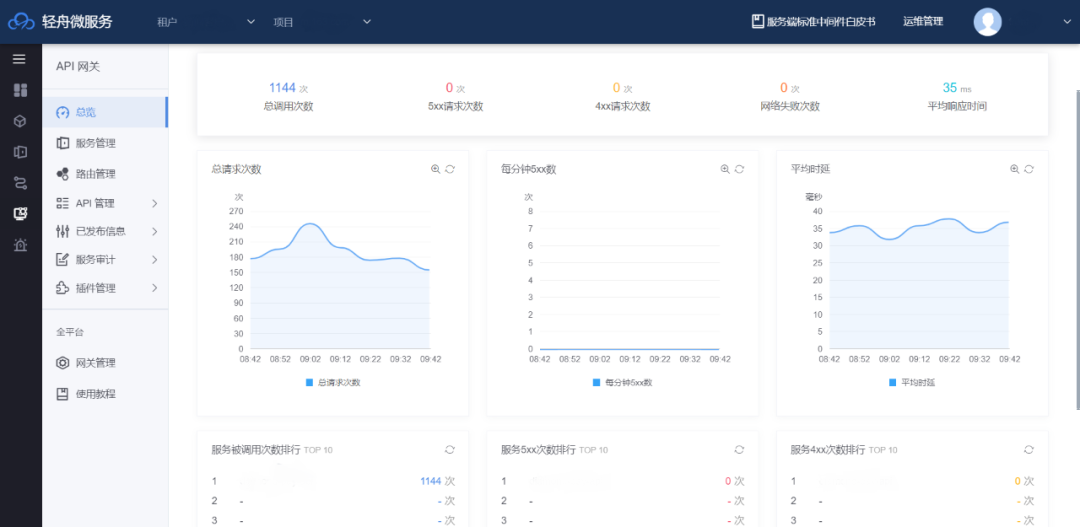 轻舟微服务 租户 项目 服务端标准中间件白皮书 运维管理
API 网关
总览
服务管理
路由管理
API 管理
已发布信息
服务审计
插件管理
全平台
网关管理
使用教程
1144 次 0 次 0 次 0 次 35 ms
总调用次数 5xx请求次数 4xx请求次数 网络失败次数 平均响应时间
总请求次数
次
270
240
210
180
150
120
90
60
30
0
08:42 08:52 09:02 09:12 09:22 09:32 09:42
总请求次数
每分钟5xx数
次
8
7
6
5
4
3
2
1
0
08:42 08:52 09:02 09:12 09:22 09:32 09:42
每分钟5xx数
平均时延
毫秒
40
35
30
25
20
15
10
5
0
08:42 08:52 09:02 09:12 09:22 09:32 09:42
平均时延
服务被调用次数排行 TOP 10
1 1144 次
2 - - 次
3 - - 次
服务5xx次数排行 TOP 10
1 0 次
2 - - 次
3 - - 次
服务4xx次数排行 TOP 10
1 0 次
2 - - 次
3 - - 次